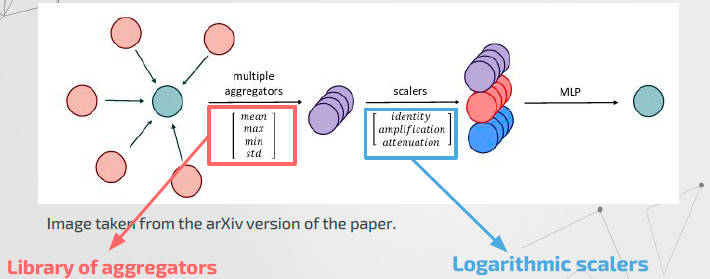 multiple
aggregators
mean
max
min
std
scalers
identity
amplification
attenuation
MLP
Image taken from the arXiv version of the paper.
Library of aggregators
Logarithmic scalers